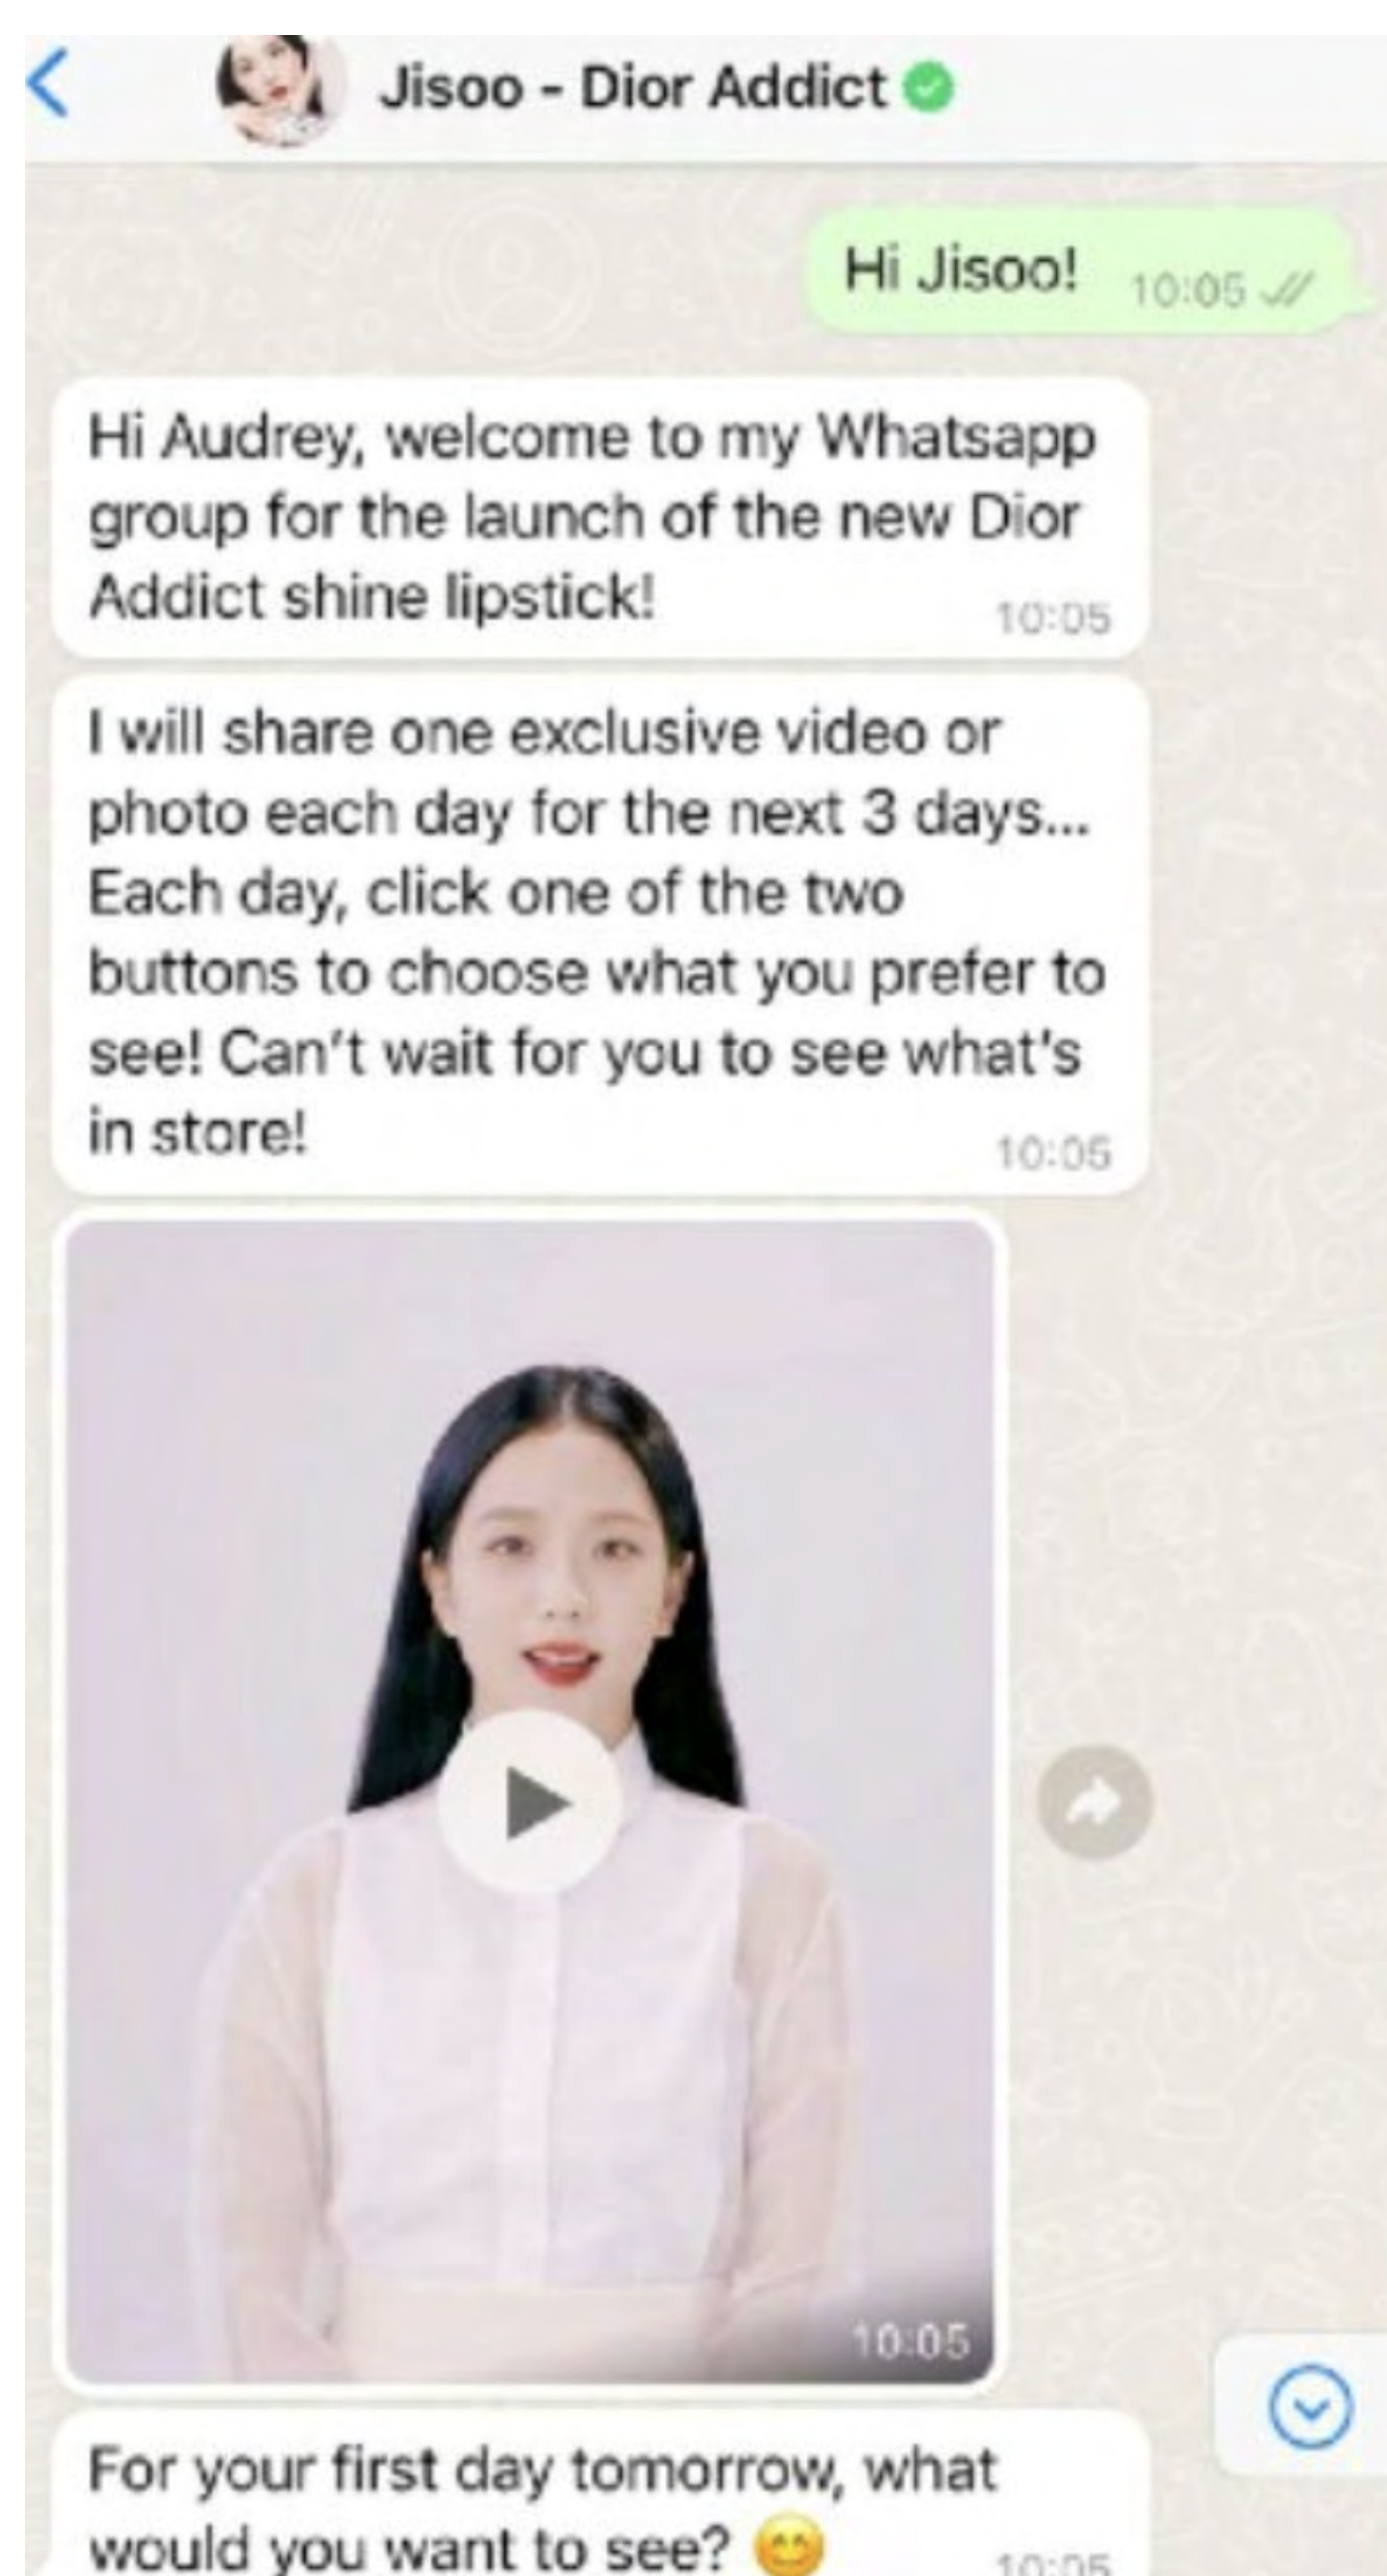 Jisoo - Dior Addict
Hi Jisoo! 10:05
Hi Audrey, welcome to my Whatsapp
group for the launch of the new Dior
Addict shine lipstick!
10:05
I will share one exclusive video or
photo each day for the next 3 days...
Each day, click one of the two
buttons to choose what you prefer to
see! Can't wait for you to see what's
in store!
10:05
10:05
For your first day tomorrow, what
would you want to see? 😊
10:05